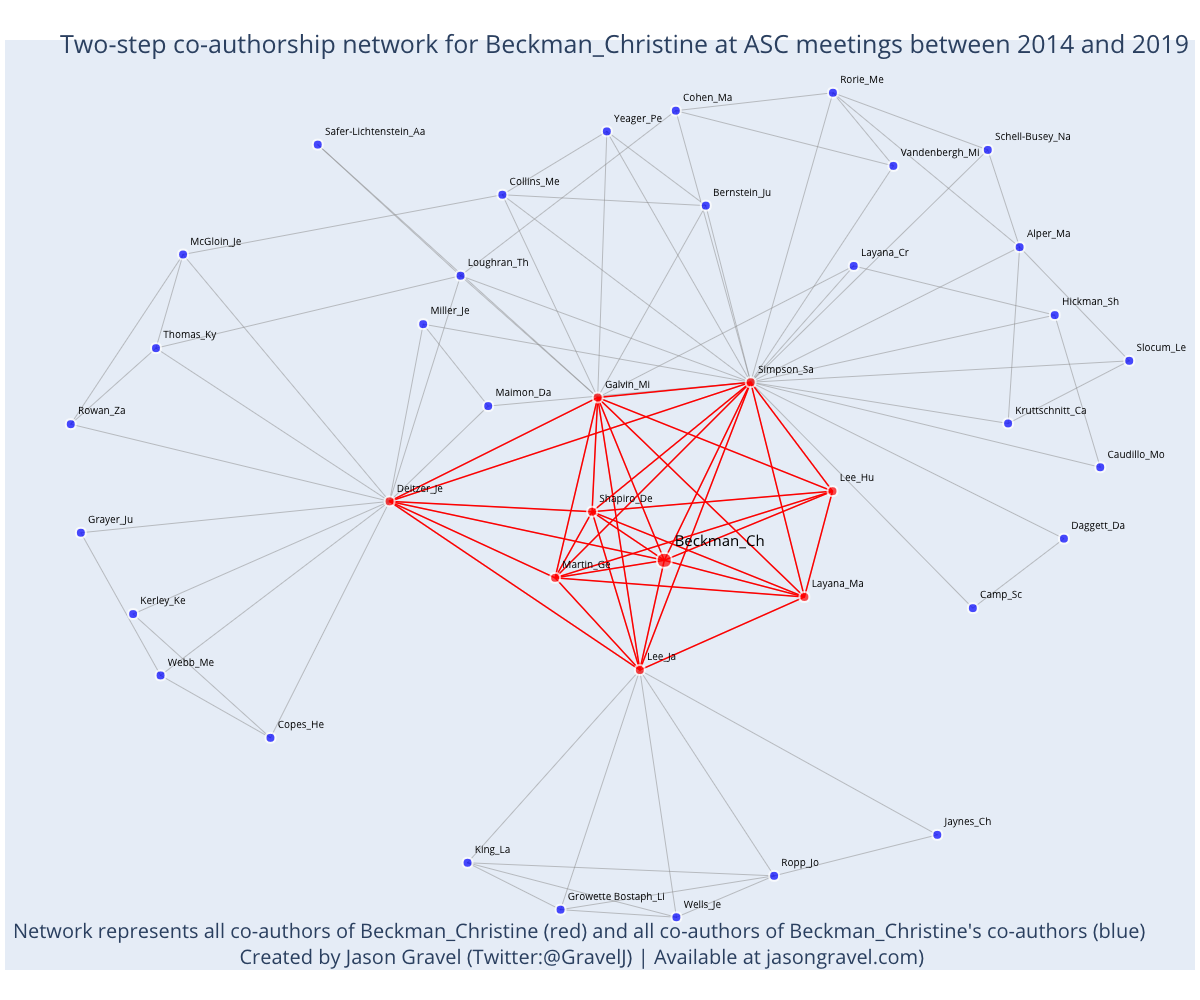 Two-step co-authorship network for Beckman_Christine at ASC meetings between 2014 and 2019
Rorie_Me
Cohen_Ma
Yeager_Pe
Safer-Lichtenstein_Aa
Schell-Busey_Na
Vandenbergh_Mi
Collins_Me
Bernstein_Ju
Alper_Ma
McGloin_Je
Layana_Cr
Loughran_Th
Hickman_Sh
Miller_Je
Thomas_Ky
Slocum_Le
Simpson_Sa
Galvin_Mi
Maimon_Da
Rowan_Za
Kruttschnitt_Ca
Caudillo_Mo
Lee_Hu
Deitzer_Je
Shapiro_De
Grayer_Ju
Daggett_Da
Beckman_Ch
Martin_Ge
Layana_Ma
Camp_Sc
Kerley_Ke
Lee_Ja
Webb_Me
Copes_He
Jaynes_Ch
King_La
Ropp_Jo
Growette Bostaph_Li
Wells_Je
Network represents all co-authors of Beckman_Christine (red) and all co-authors of Beckman_Christine's co-authors (blue)
Created by Jason Gravel (Twitter:@GravelJ) | Available at jasongravel.com)